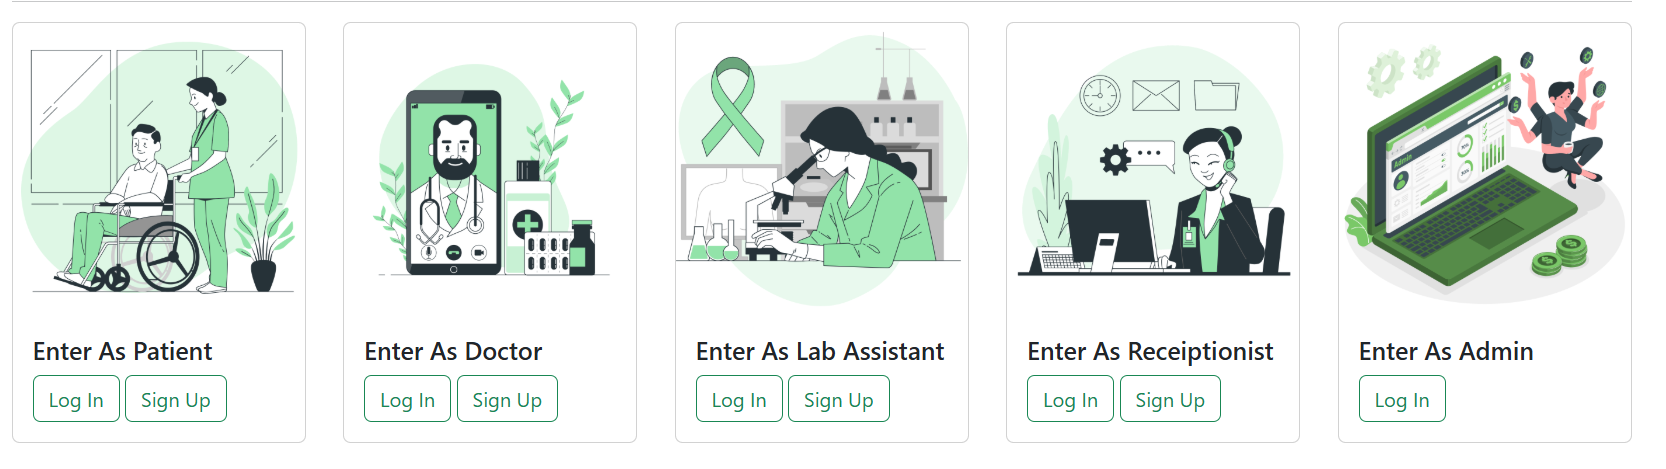 Admin
Enter As Patient
Log In
Sign Up
Enter As Doctor
Log In
Sign Up
Enter As Lab Assistant
Log In
Sign Up
Enter As Receiptionist
Log In
Sign Up
Enter As Admin
Log In